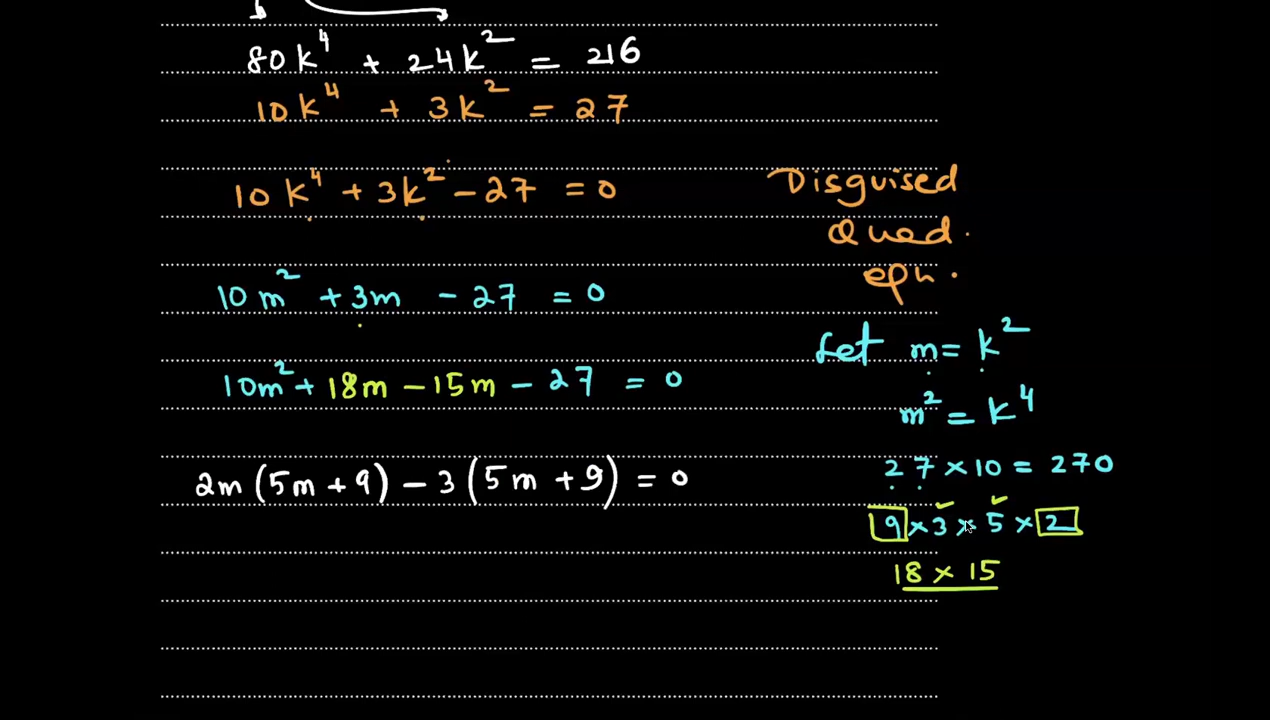 80k⁴ + 24k² = 216
10k⁴ + 3k² = 27
10k⁴ + 3k² - 27 = 0
Disguised
Quad.
eqn.
10m² + 3m - 27 = 0
Let m = k²
10m² + 18m - 15m - 27 = 0
m² = k⁴
27 × 10 = 270
2m (5m + 9) - 3 (5m + 9) = 0
9 × 3 × 5 × 2
18 × 15